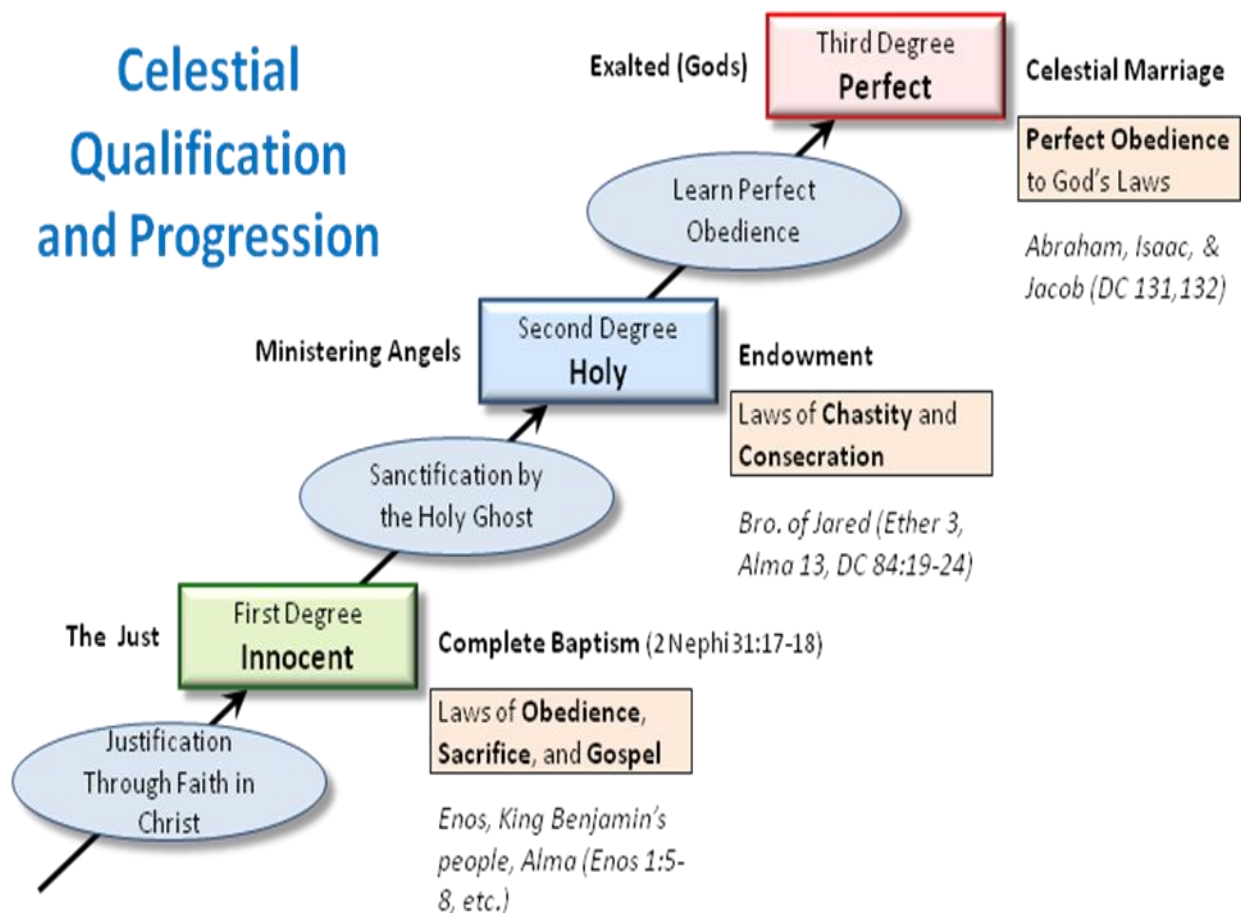 Celestial
Qualification
and Progression
Exalted (Gods)
Third Degree
Perfect
Celestial Marriage
Perfect Obedience
to God's Laws
Abraham, Isaac, &
Jacob (DC 131,132)
Learn Perfect
Obedience
Ministering Angels
Second Degree
Holy
Endowment
Laws of Chastity and
Consecration
Bro. of Jared (Ether 3,
Alma 13, DC 84:19-24)
Sanctification by
the Holy Ghost
The Just
First Degree
Innocent
Complete Baptism (2 Nephi 31:17-18)
Laws of Obedience,
Sacrifice, and Gospel
Enos, King Benjamin's
people, Alma (Enos 1:5-
8, etc.)
Justification
Through Faith in
Christ